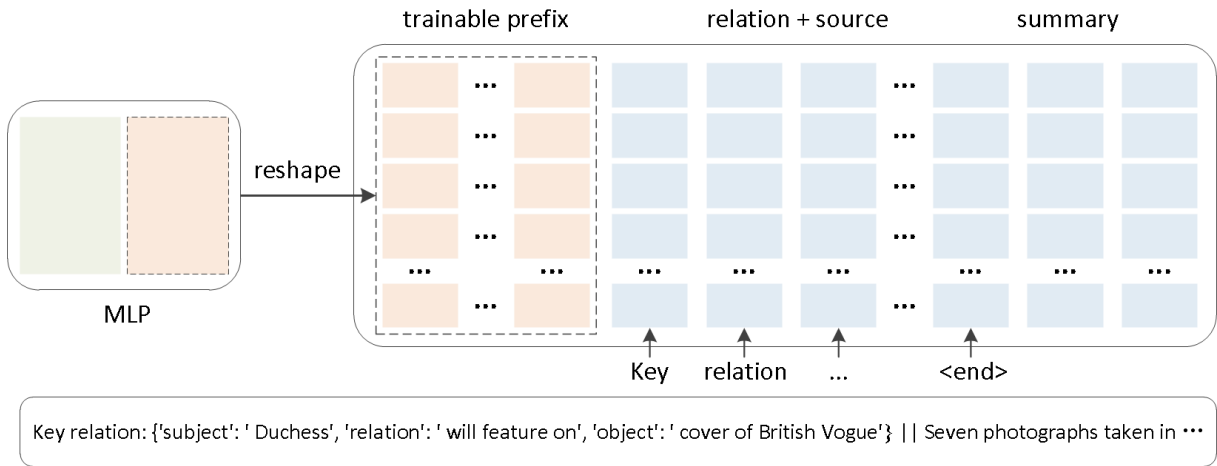 trainable prefix
relation + source
summary
reshape
MLP
Key
relation
...
<end>
Key relation: {'subject': ' Duchess', 'relation': ' will feature on', 'object': ' cover of British Vogue'} || Seven photographs taken in ···